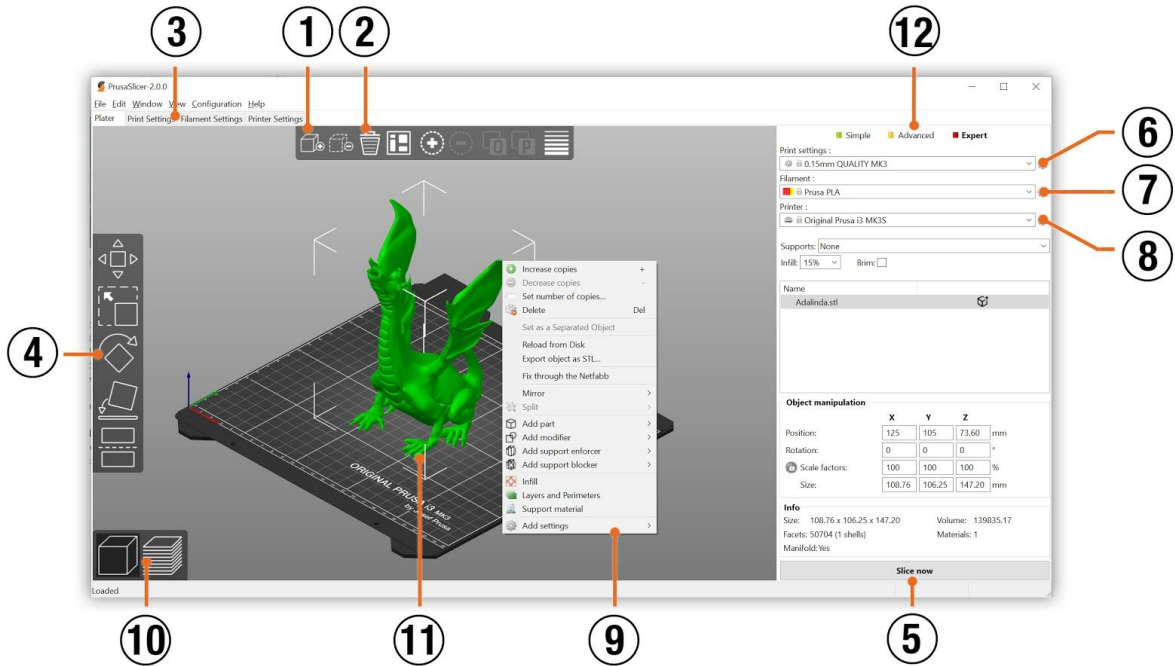 3
1
2
12
PrusaSlicer-2.0.0
File Edit Window View Configuration Help
Plater Print Settings Filament Settings Printer Settings
Simple Advanced Expert
Print settings :
0.15mm QUALITY MK3
6
Filament :
Prusa PLA
7
Printer :
Original Prusa i3 MK3S
8
Supports: None
Infill: 15% Brim:
Name
Adalinda.stl
4
Increase copies +
Decrease copies -
Set number of copies...
Delete Del
Set as a Separated Object
Reload from Disk
Export object as STL...
Fix through the Netfabb
Mirror
Split
Add part
Add modifier
Add support enforcer
Add support blocker
Infill
Layers and Perimeters
Support material
Add settings
O P
ORIGINAL PRUSA i3 MK3
by Josef Prusa
Object manipulation
X Y Z
Position: 125 105 73.60 mm
Rotation: 0 0 0 °
Scale factors: 100 100 100 %
Size: 108.76 106.25 147.20 mm
Info
Size: 108.76 x 106.25 x 147.20 Volume: 139835.17
Facets: 50704 (1 shells) Materials: 1
Manifold:Yes
Slice now
Loaded
10
11
9
5